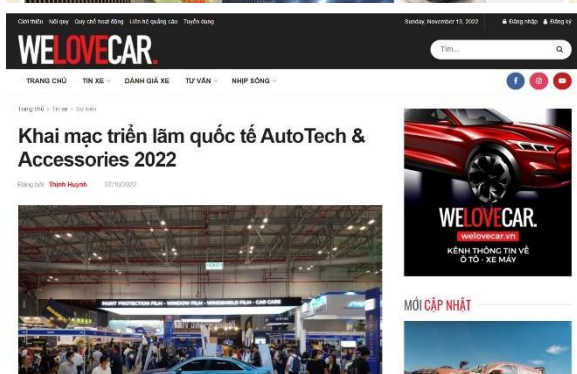 Giới thiệu Nội quy Quy chế hoạt động Liên hệ quảng cáo Tuyển dụng
Sunday, November 13, 2022
Đăng nhập
Đăng ký
WELOVECAR.
Tìm...
TRANG CHỦ TIN XE ĐÁNH GIÁ XE TƯ VẤN NHỊP SỐNG
Trang chủ > Tin xe > Sự kiện
Khai mạc triển lãm quốc tế AutoTech &
Accessories 2022
Đăng bởi Thịnh Huỳnh 27/10/2022
PAINT PROTECTION FILM - WINDOW FILM - WINDSHIELD FILM - CAR CARE
WELOVECAR.
welovecar.vn
KÊNH THÔNG TIN VỀ
Ô TÔ - XE MÁY
MỚI CẬP NHẬT